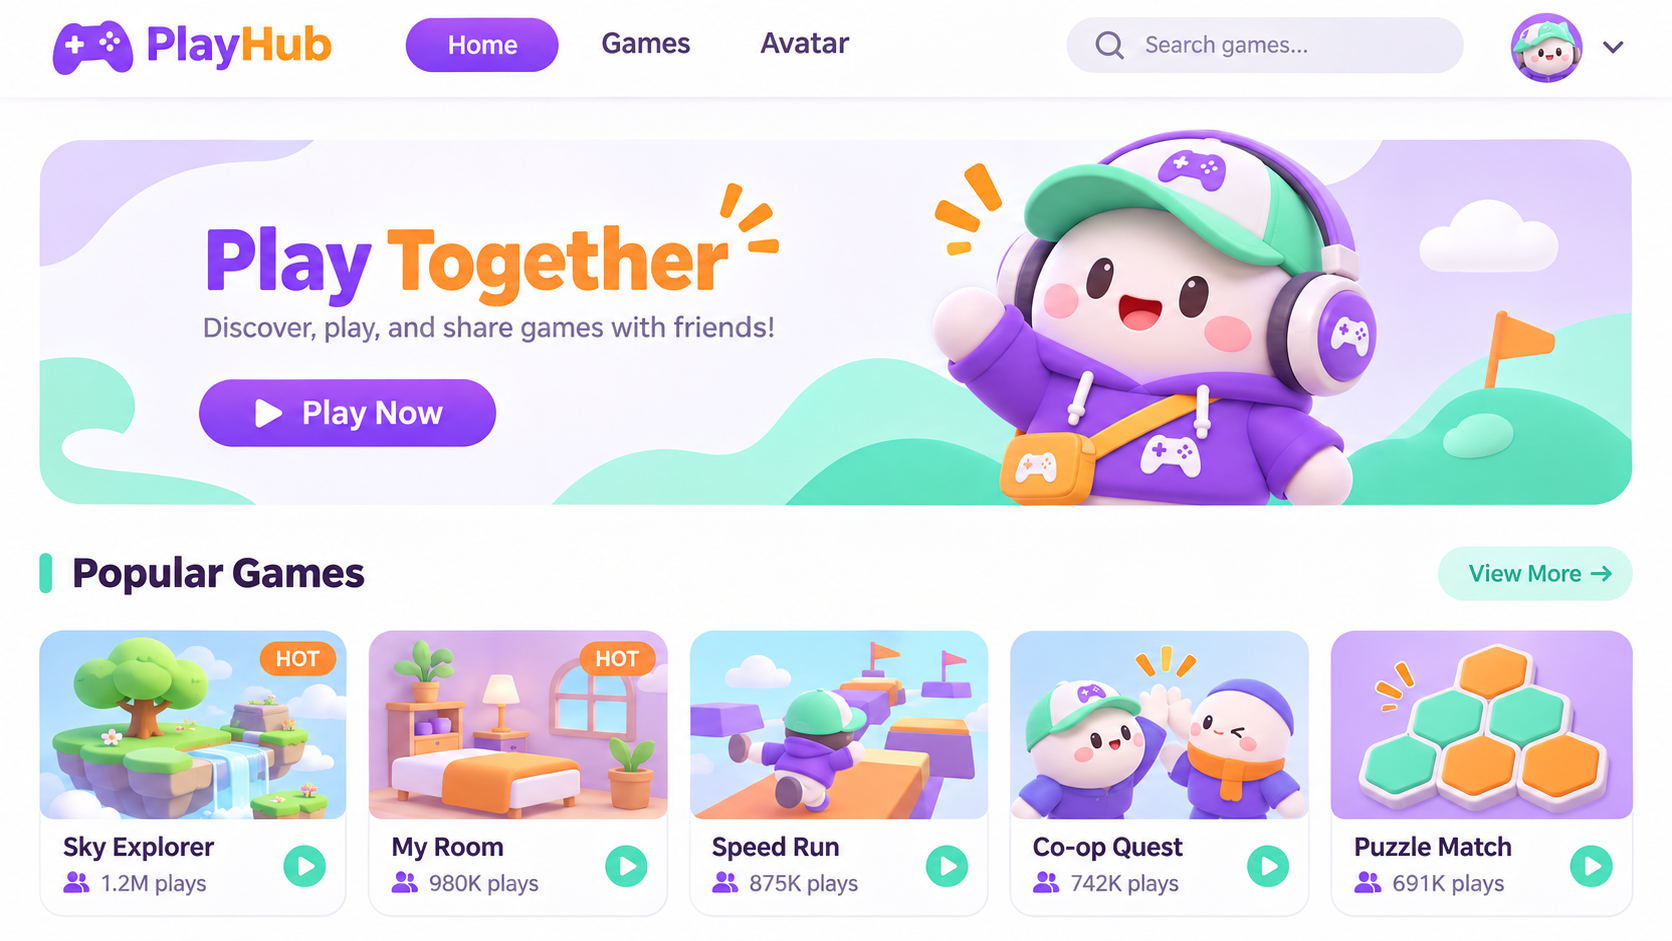 PlayHub
Home
Games
Avatar
Search games...
Play Together
Discover, play, and share games with friends!
Play Now
Popular Games
View More →
HOT
Sky Explorer
1.2M plays
HOT
My Room
980K plays
Speed Run
875K plays
Co-op Quest
742K plays
Puzzle Match
691K plays